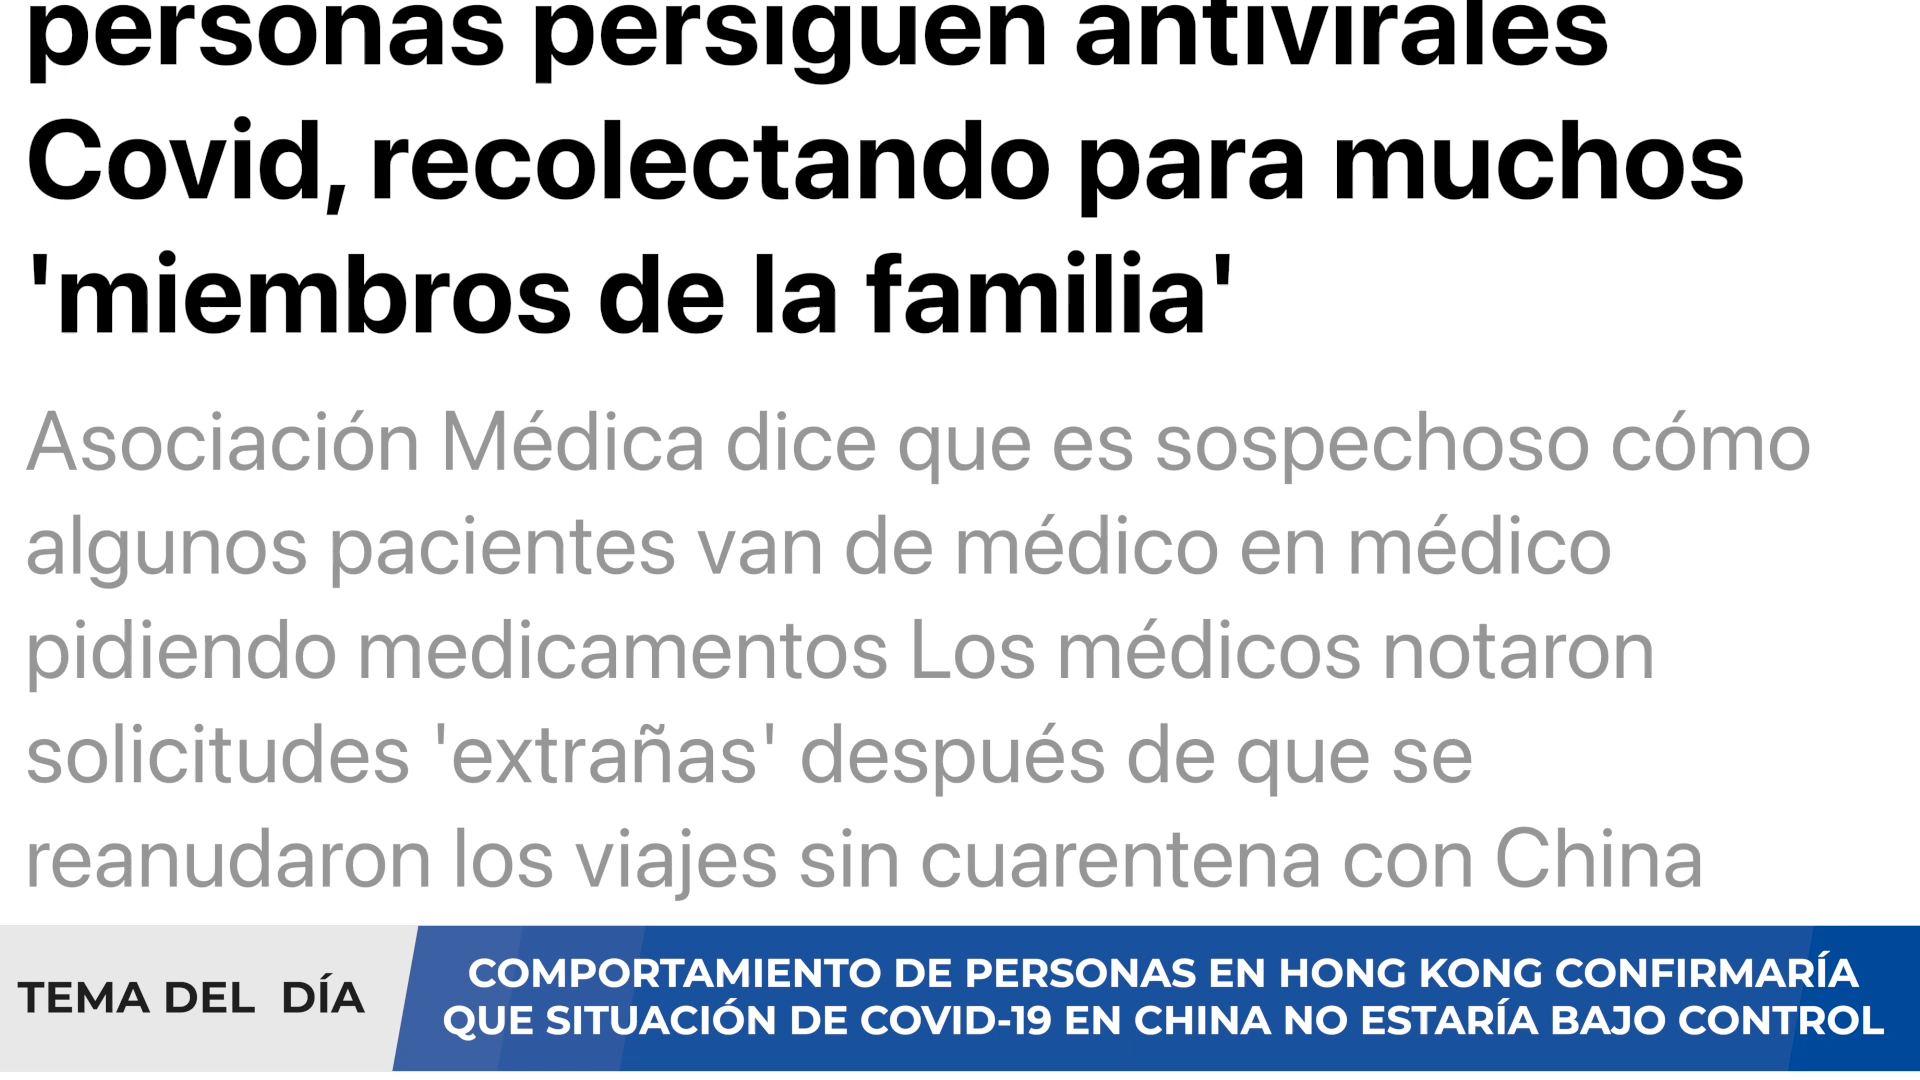 personas persiguen antivirales
Covid, recolectando para muchos
'miembros de la familia'
Asociación Médica dice que es sospechoso cómo
algunos pacientes van de médico en médico
pidiendo medicamentos Los médicos notaron
solicitudes 'extrañas' después de que se
reanudaron los viajes sin cuarentena con China
TEMA DEL DÍA
COMPORTAMIENTO DE PERSONAS EN HONG KONG CONFIRMARÍA
QUE SITUACIÓN DE COVID-19 EN CHINA NO ESTARÍA BAJO CONTROL